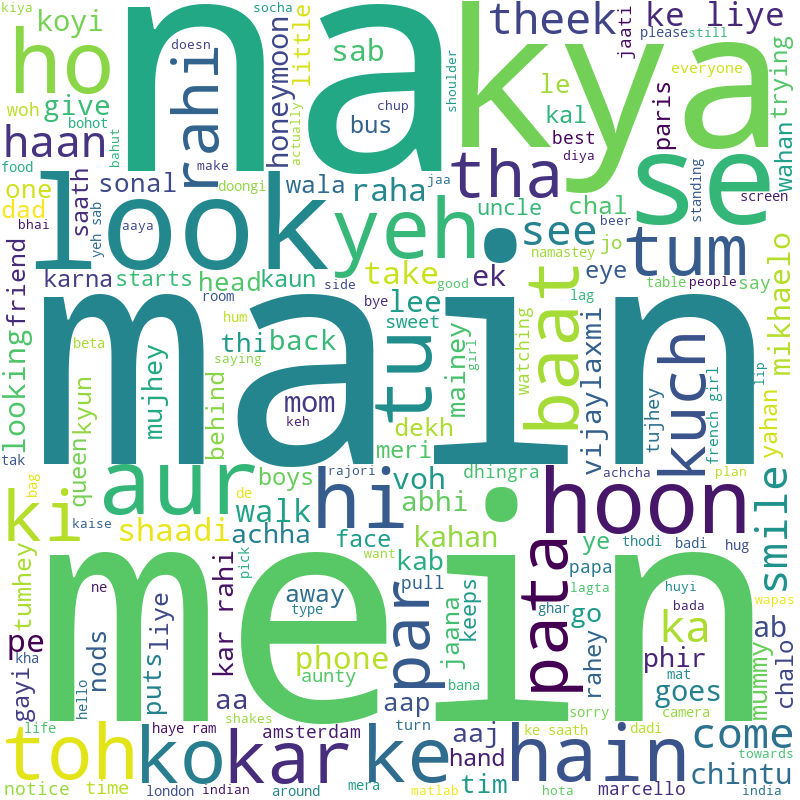 kiya
koyi
ho
na
kya
socha
doesn
rahi
honeymoon
little
sab
theek
ke liye
jaati
please
still
everyone
trying
woh
give
bohot
haan
bahut
actually
chup
bus
shoulder
le
kal
best
paris
wahan
food
make
tha
diya
se
one
dad
bhai
saath
sonal
doongi
wala
raha
jaa
uncle
chal
standing
screen
yeh sab
aaya
look
yeh
see
beer
namastey
jo
tum
friend
karna
starts
head
kaun
take
ek
eye
side
good
lag
table
people
say
room
bye
lee
baat
vijaylaxmi
mikhaelo
looking
hum
thi
back
sweet
mainey
watching
kuch
beta
saying
girl
main
tu
tujhey
french girl
lip
yahan
queen
kyun
mujhey
behind
mom
keh
dekh
meri
tak
aur
boys
rajori
voh
dhingra
achcha
plan
bag
ki
kaise
shaadi
de
walk
hi
abhi
hoon
smile
achha
face
kahan
ye
thodi
badi
hug
tumhey
pick
want
kab
pata
papa
ne
kar rahi
away
pull
par
keeps
jaana
go
lagta
huyi
wapas
type
ghar
rahey
bada
ka
ab
pe
nods
puts
liye
mein
phone
phir
mummy
chalo
kha
gayi
aunty
bana
mat
goes
hello
aa
aap
life
shakes
turn
sorry
camera
dadi
towards
haye ram
amsterdam
aaj
ke saath
come
toh
ko
kar
ke
hand
hain
chintu
notice
time
london
indian
around
mera
matlab
tim
hota
marcello
india